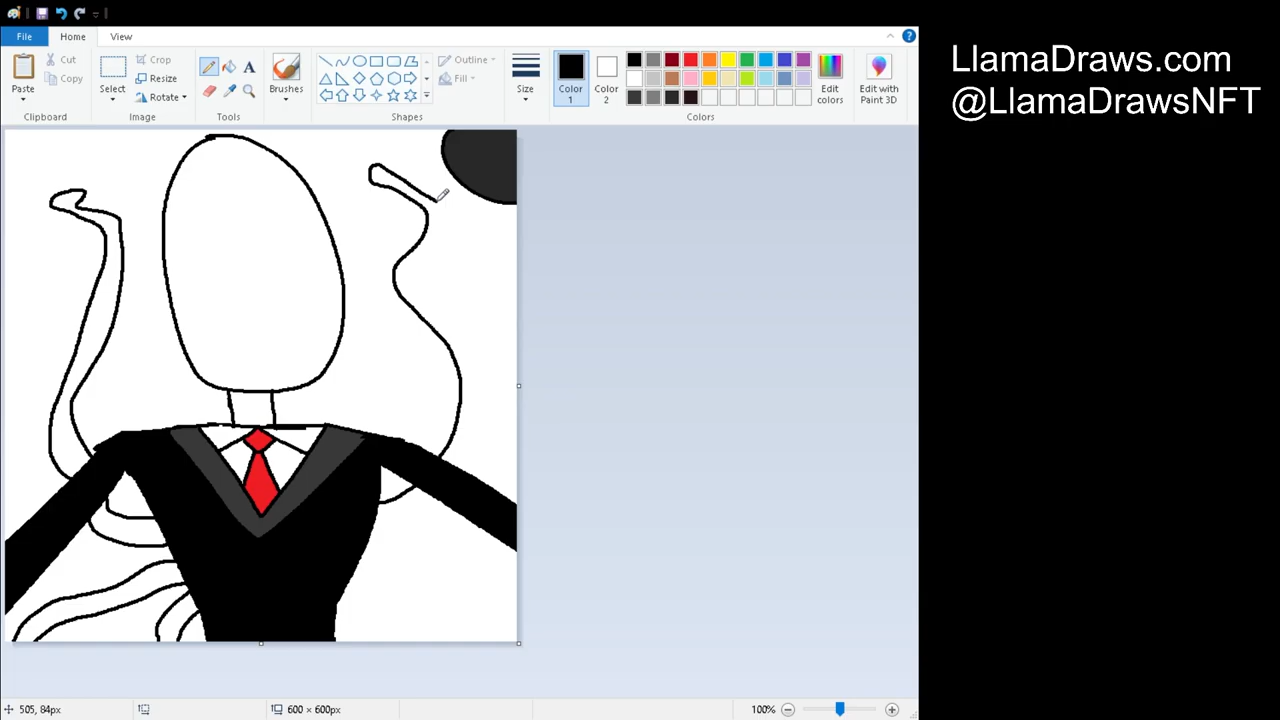 LlamaDraws.com
@LlamaDrawsNFT
File Home View
Cut
Copy
Paste
Clipboard
Select
Crop
Resize
Rotate
Image
A
Tools
Brushes
Outline
Fill
Shapes
Size
Color
1
Color
2
Edit
colors
Colors
Edit with
Paint 3D
505, 84px
600 × 600px
100%